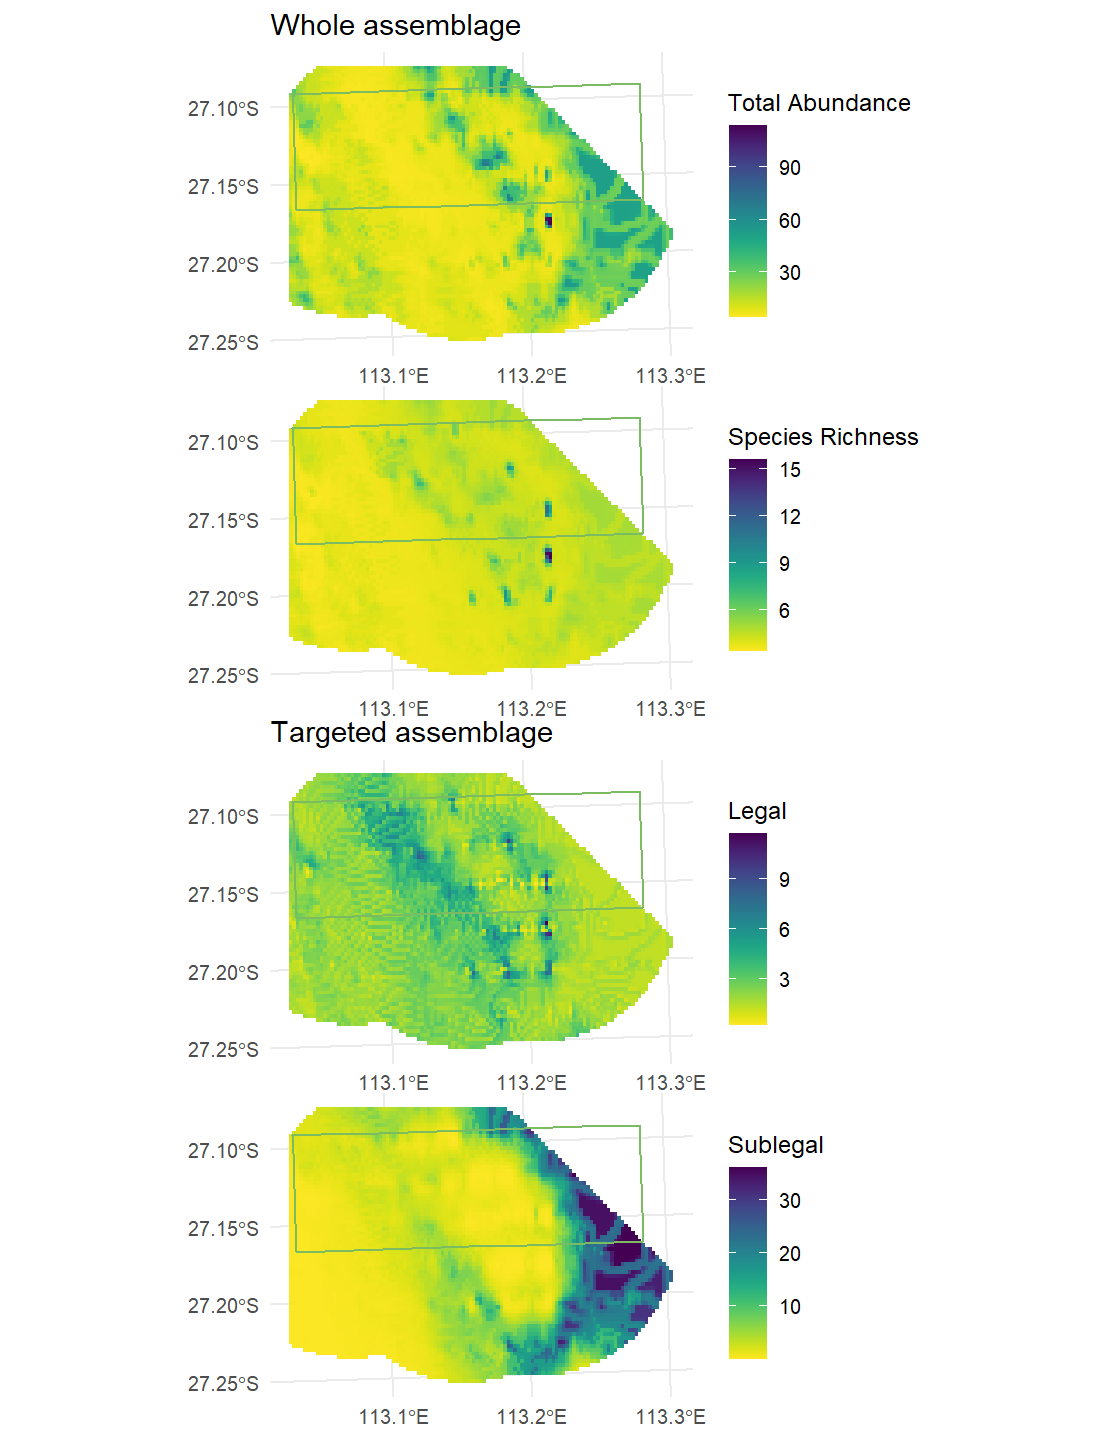 Whole assemblage
27.10°S
27.15°S
27.20°S
27.25°S
113.1°E 113.2°E 113.3°E
Total Abundance
90
60
30
27.10°S
27.15°S
27.20°S
27.25°S
113.1°E 113.2°E 113.3°E
Species Richness
15
12
9
6
Targeted assemblage
27.10°S
27.15°S
27.20°S
27.25°S
113.1°E 113.2°E 113.3°E
Legal
9
6
3
27.10°S
27.15°S
27.20°S
27.25°S
113.1°E 113.2°E 113.3°E
Sublegal
30
20
10